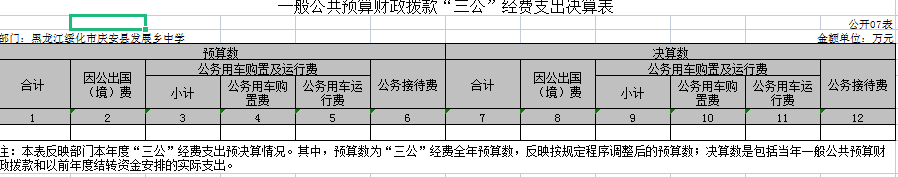 一般公共预算财政拨款“三公”经费支出决算表
公开07表
部门：黑龙江绥化市庆安县发展乡中学 金额单位：万元
预算数 决算数
合计 因公出国（境）费 公务用车购置及运行费 公务接待费 合计 因公出国（境）费 公务用车购置及运行费 公务接待费
小计 公务用车购置费 公务用车运行费 小计 公务用车购置费 公务用车运行费
1 2 3 4 5 6 7 8 9 10 11 12
注：本表反映部门本年度“三公”经费支出预决算情况。其中，预算数为“三公”经费全年预算数，反映按规定程序调整后的预算数；决算数是包括当年一般公共预算财
政拨款和以前年度结转资金安排的实际支出。